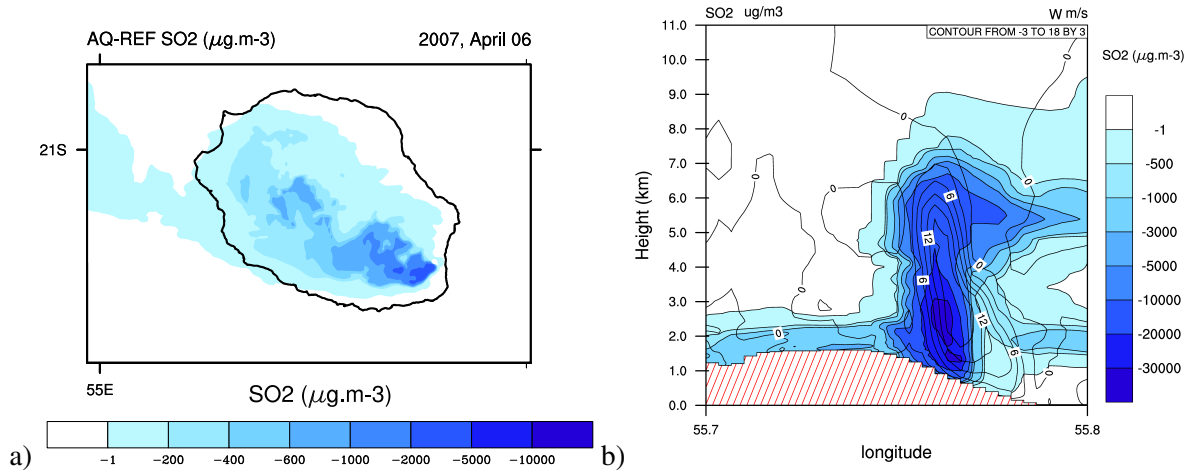 AQ-REF SO2 (μg.m-3) 2007, April 06
21S
55E
SO2 (μg.m-3)
-1 -200 -400 -600 -1000 -2000 -5000 -10000
a)
SO2 ug/m3 W m/s
CONTOUR FROM -3 TO 18 BY 3
11.0
10.0
9.0
8.0
7.0
6.0
5.0
4.0
3.0
2.0
1.0
0.0
Height (km)
0
0
0
0
0
0
0
0
0
6
12
6
12
6
55.7 55.8
longitude
SO2 (μg.m-3)
-1
-500
-1000
-3000
-5000
-10000
-20000
-30000
b)